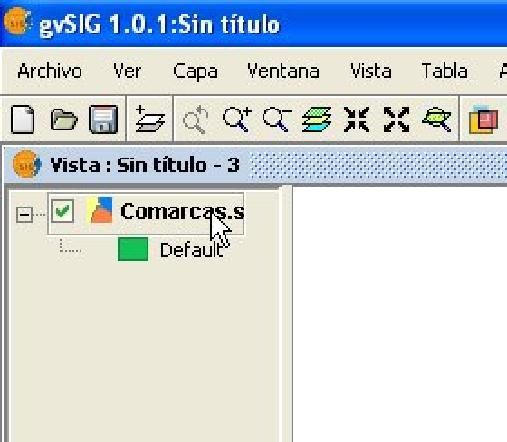 gvSIG 1.0.1:Sin título
Archivo Ver Capa Ventana Vista Tabla A
Vista : Sin título - 3
Comarcas.s
Default